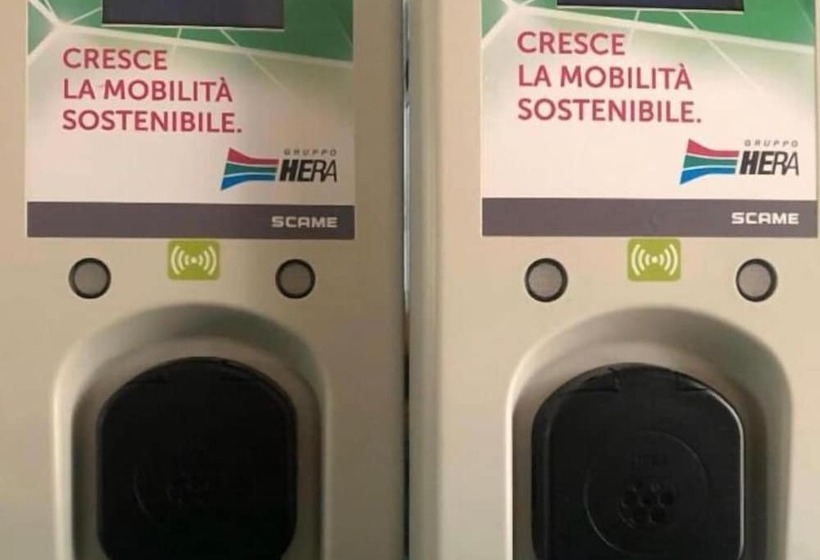 CRESCE
LA MOBILITÀ
SOSTENIBILE.
GRUPPO
HERA
SCAME
CRESCE
LA MOBILITÀ
SOSTENIBILE.
GRUPPO
HERA
SCAME